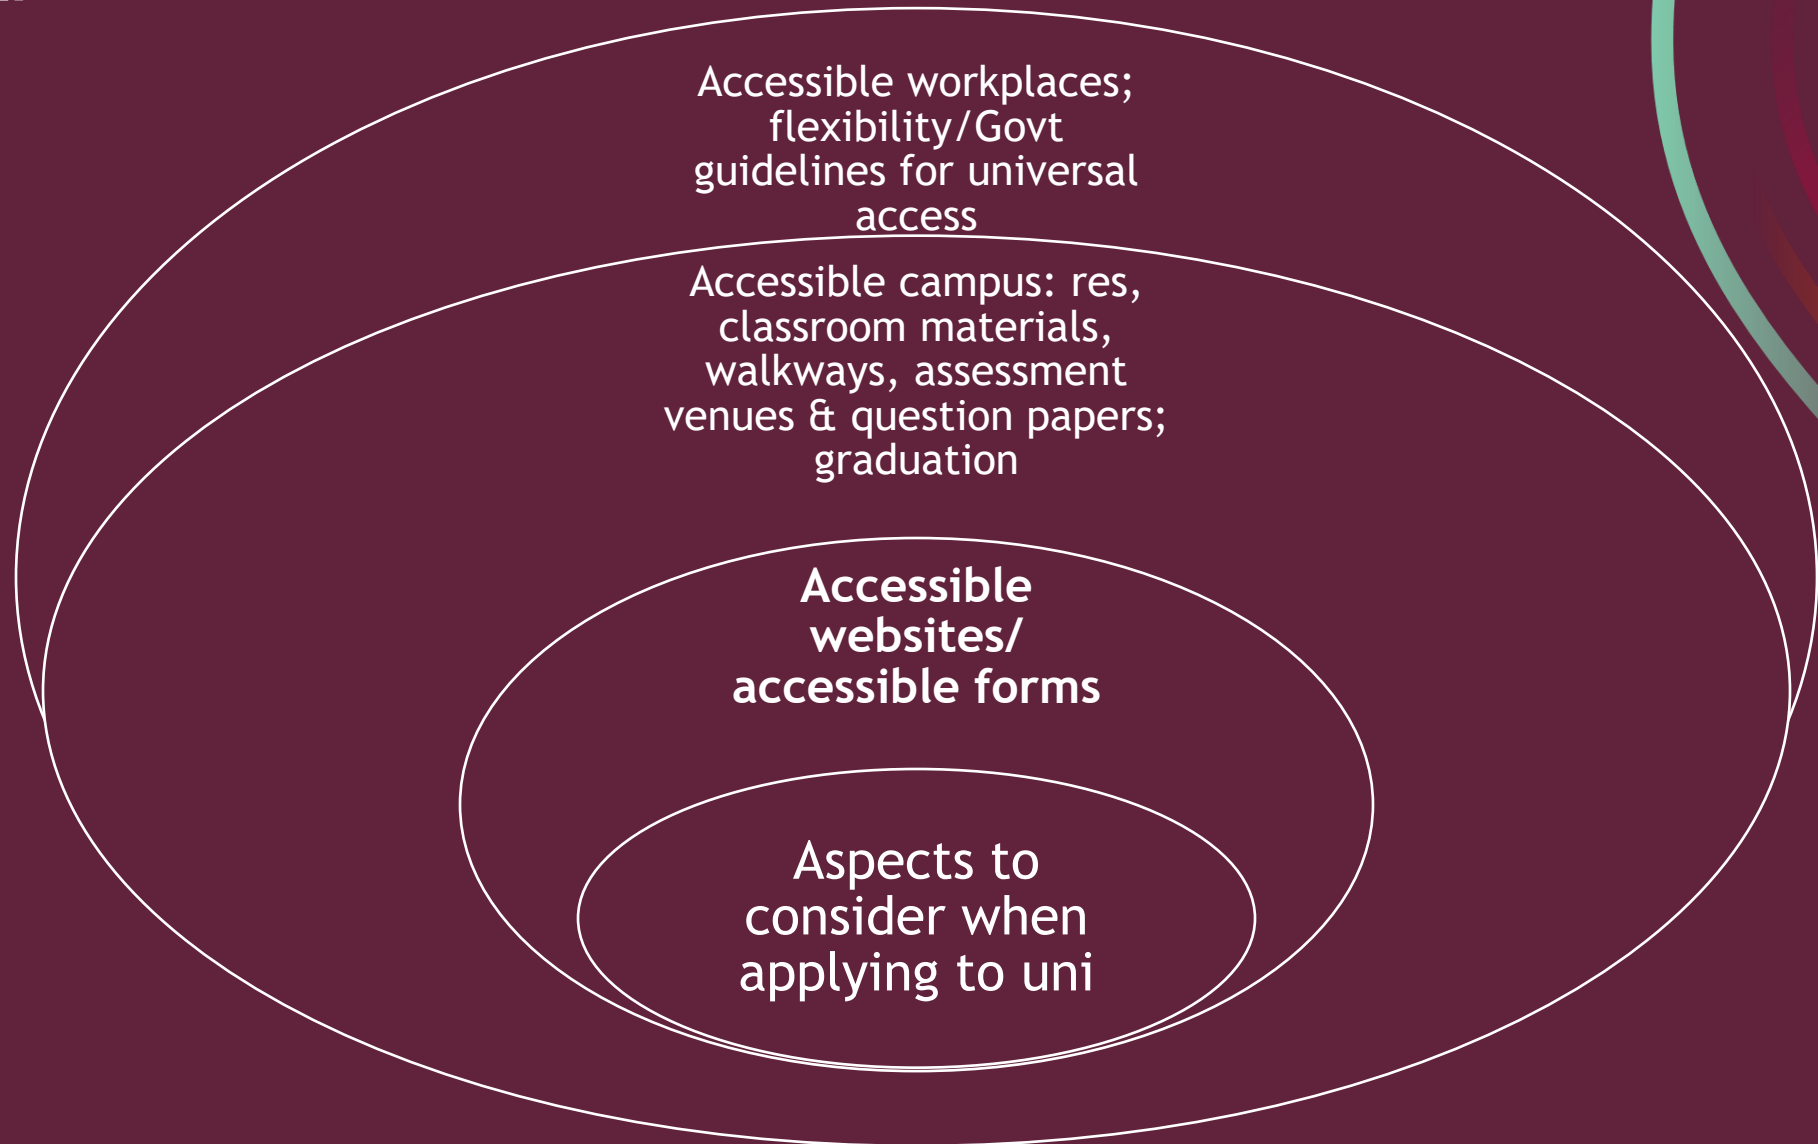 Accessible workplaces;
flexibility/Govt
guidelines for universal
access
Accessible campus: res,
classroom materials,
walkways, assessment
venues & question papers;
graduation
Accessible
websites/
accessible forms
Aspects to
consider when
applying to uni